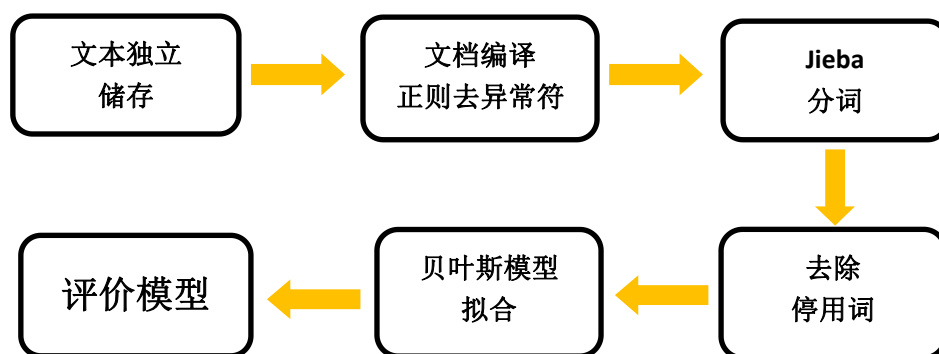 文本独立
储存
文档编译
正则去异常符
Jieba
分词
去除
停用词
贝叶斯模型
拟合
评价模型